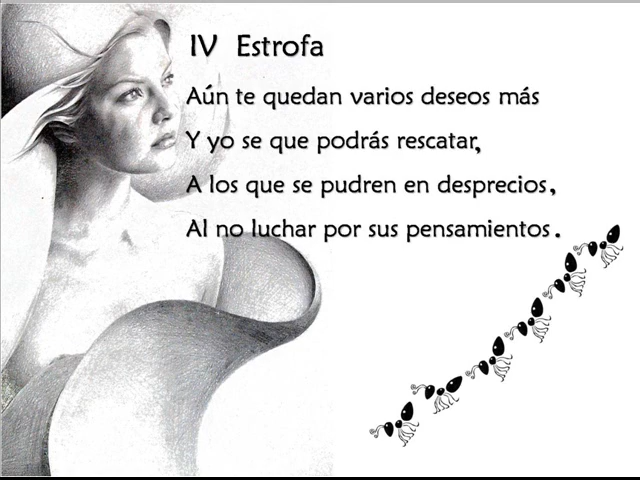 IV Estrofa
Aún te quedan varios deseos más
Y yo se que podrás rescatar,
A los que se pudren en desprecios,
Al no luchar por sus pensamientos.